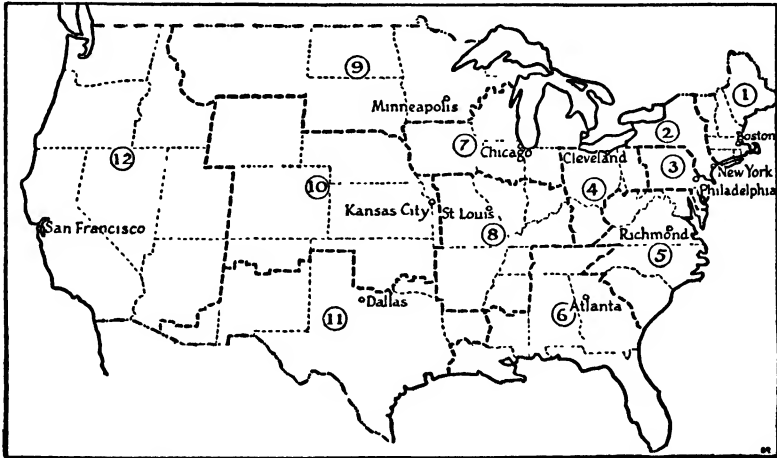 9
1
Minneapolis
2
Boston
7
Chicago
Cleveland
3
New York
12
Philadelphia
10
4
Kansas City
St Louis
San Francisco
8
Richmond
5
Dallas
6
Atlanta
11